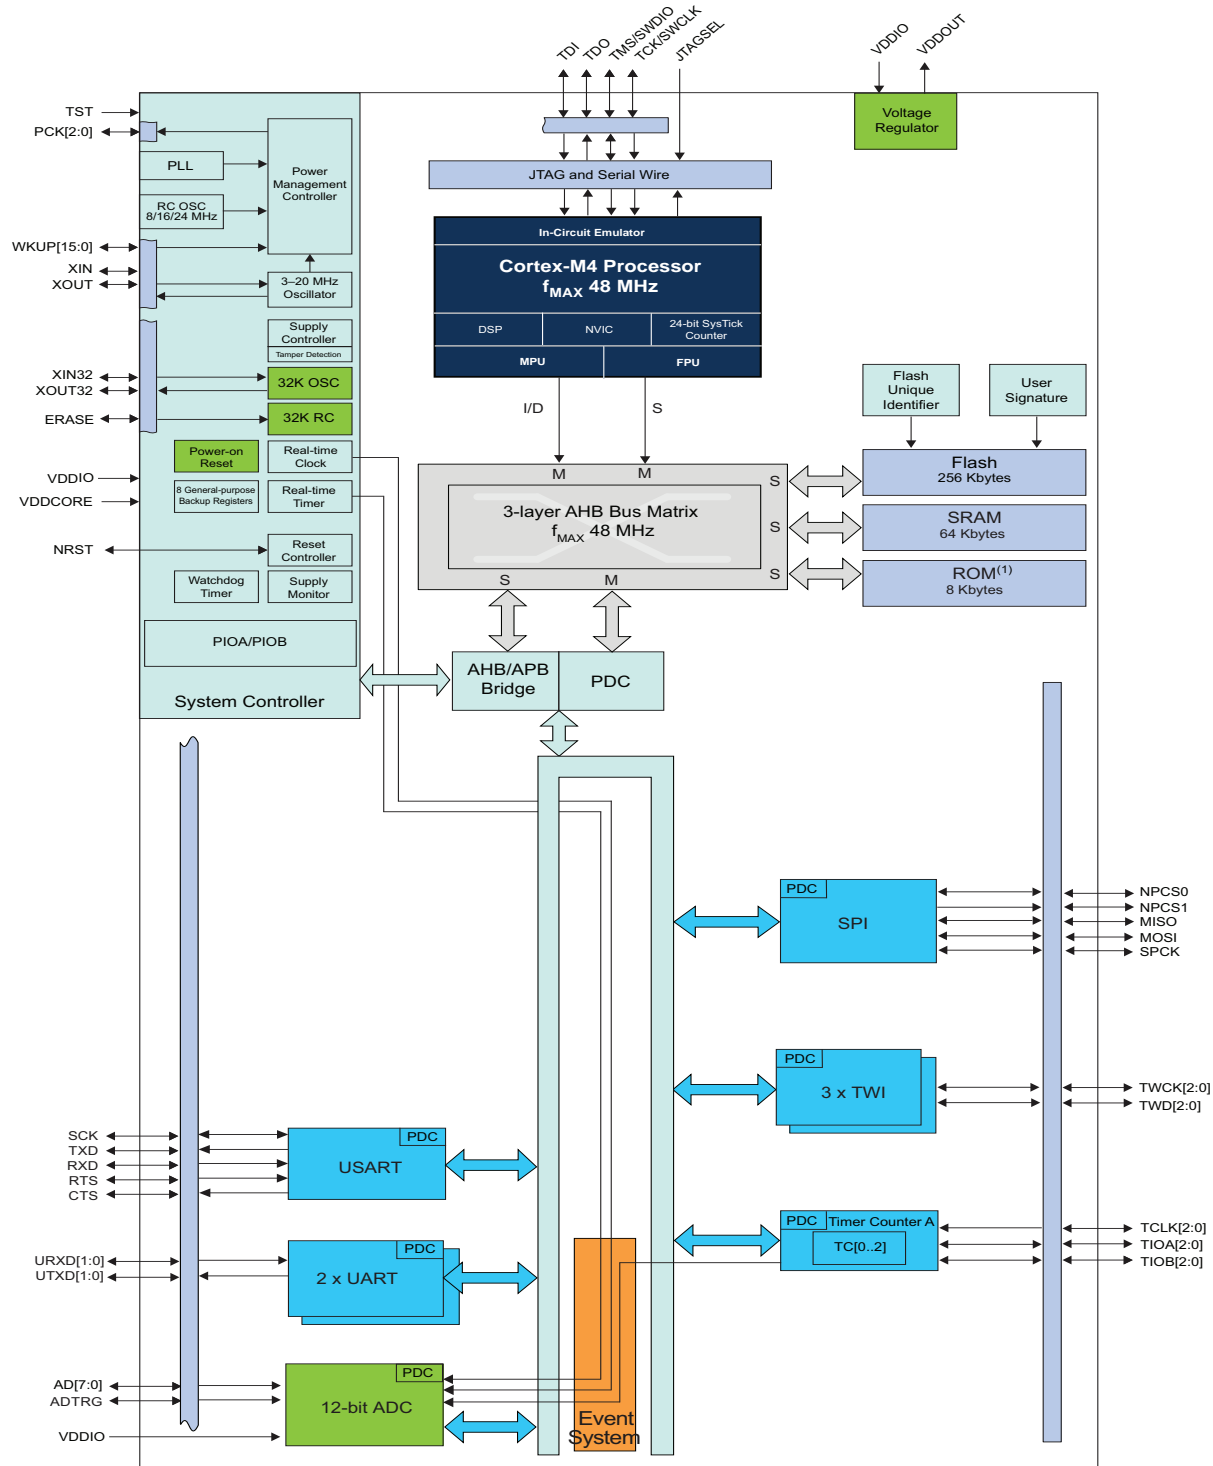 TDI
TDO
TMS/SWDIO
TCK/SWCLK
JTAGSEL
VDDIO
VDDOUT
TST
PCK[2:0]
PLL
RC OSC
8/16/24 MHz
Power
Management
Controller
Voltage
Regulator
JTAG and Serial Wire
WKUP[15:0]
XIN
XOUT
3–20 MHz
Oscillator
In-Circuit Emulator
Cortex-M4 Processor
fMAX 48 MHz
DSP
NVIC
24-bit SysTick
Counter
MPU
FPU
Supply
Controller
Tamper Detection
XIN32
XOUT32
32K OSC
ERASE
32K RC
I/D
S
Flash
Unique
Identifier
User
Signature
Power-on
Reset
Real-time
Clock
VDDIO
VDDCORE
8 General-purpose
Backup Registers
Real-time
Timer
M
M
S
Flash
256 Kbytes
3-layer AHB Bus Matrix
fMAX 48 MHz
S
SRAM
64 Kbytes
NRST
Reset
Controller
Watchdog
Timer
Supply
Monitor
S
M
S
ROM(1)
8 Kbytes
PIOA/PIOB
System Controller
AHB/APB
Bridge
PDC
PDC
SPI
NPCS0
NPCS1
MISO
MOSI
SPCK
PDC
3 x TWI
TWCK[2:0]
TWD[2:0]
SCK
TXD
RXD
RTS
CTS
PDC
USART
PDC
Timer Counter A
TC[0..2]
TCLK[2:0]
TIOA[2:0]
TIOB[2:0]
URXD[1:0]
UTXD[1:0]
PDC
2 x UART
AD[7:0]
ADTRG
VDDIO
PDC
12-bit ADC
Event
System